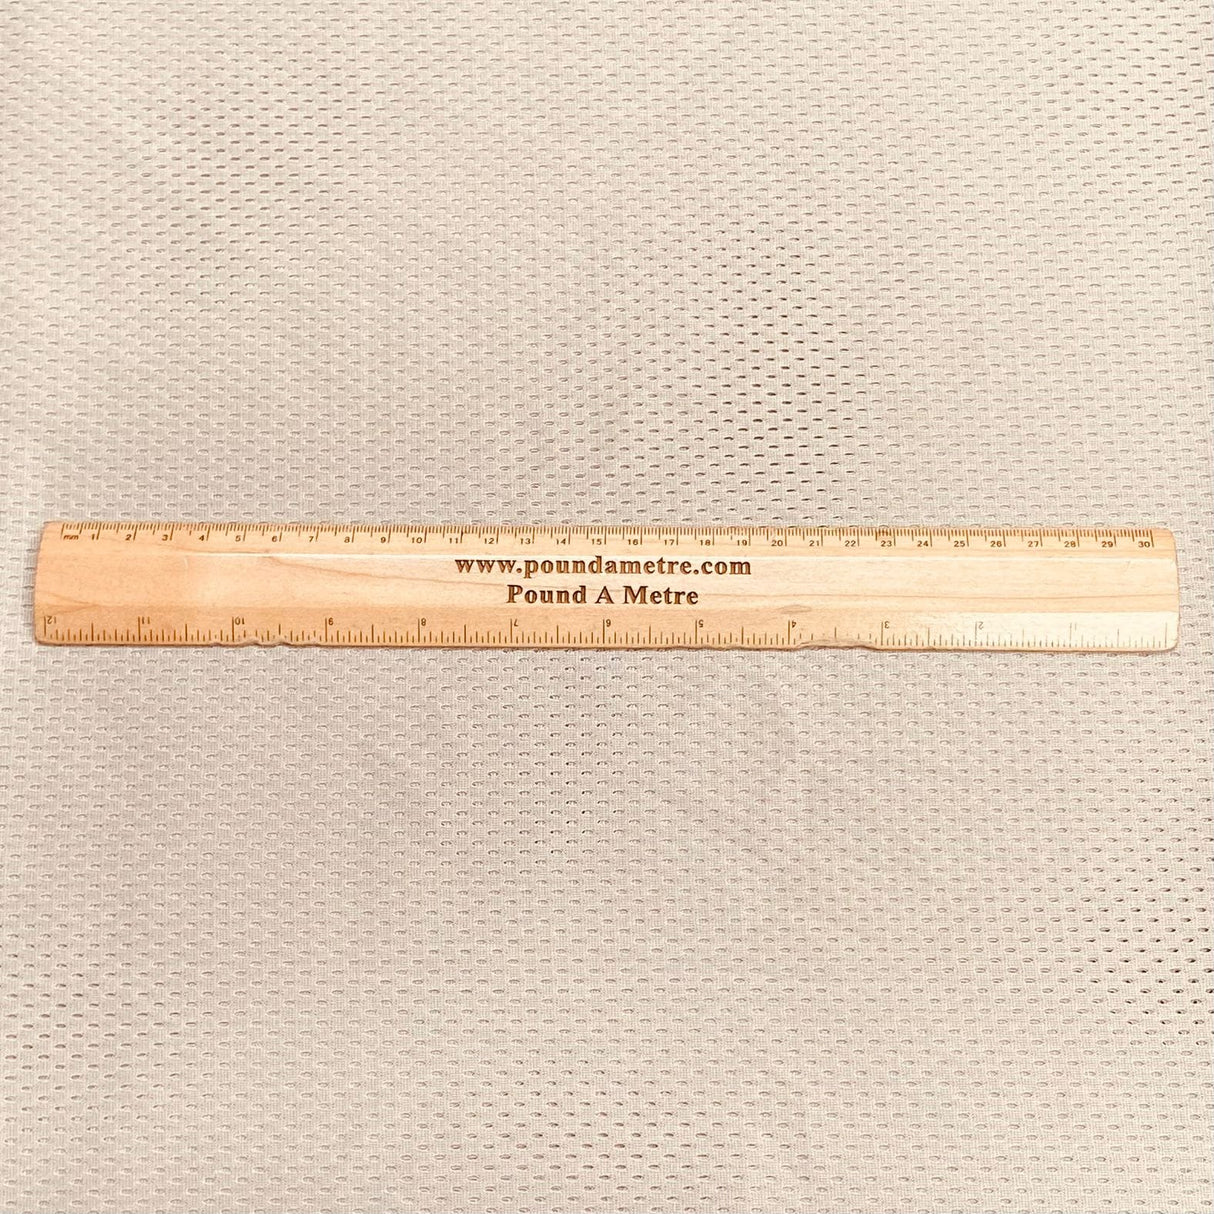 mm 1 2 3 4 5 6 7 8 9 10 11 12 13 14 15 16 17 18 19 20 21 22 23 24 25 26 27 28 29 30
www.poundametre.com
Pound A Metre
12 11 10 9 8 7 6 5 4 3 2 1